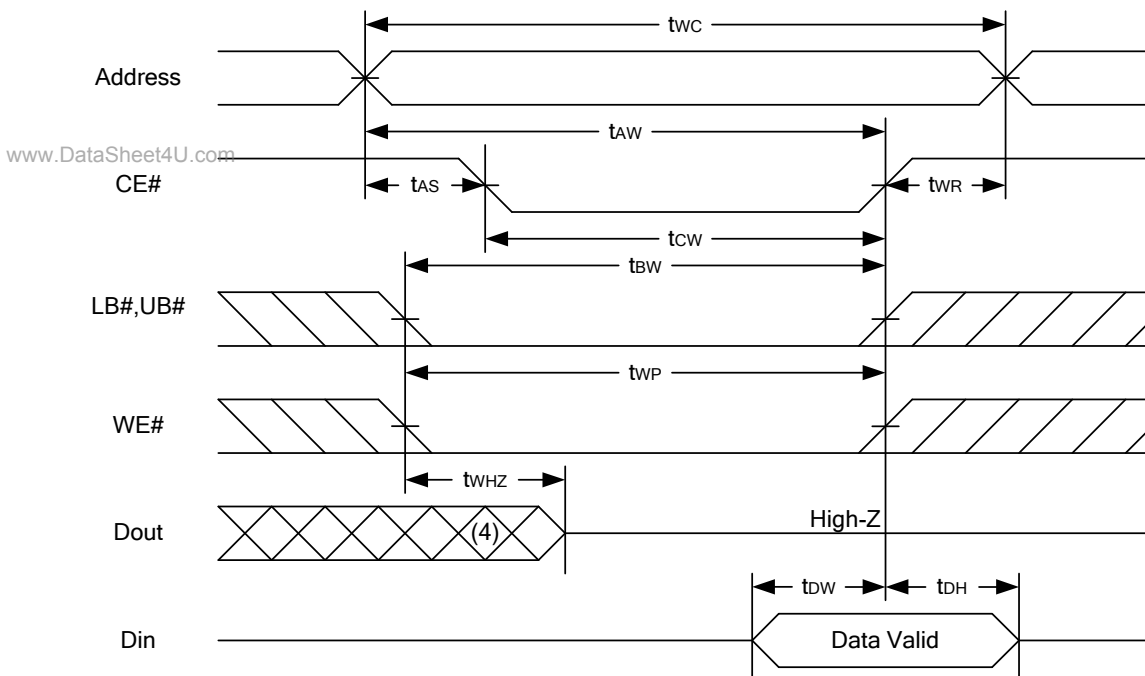 tWC
Address
tAW
www.DataSheet4U.com
CE#
tAS
tWR
tCW
tBW
LB#,UB#
tWP
WE#
tWHZ
Dout
(4)
High-Z
tDW
tDH
Din
Data Valid